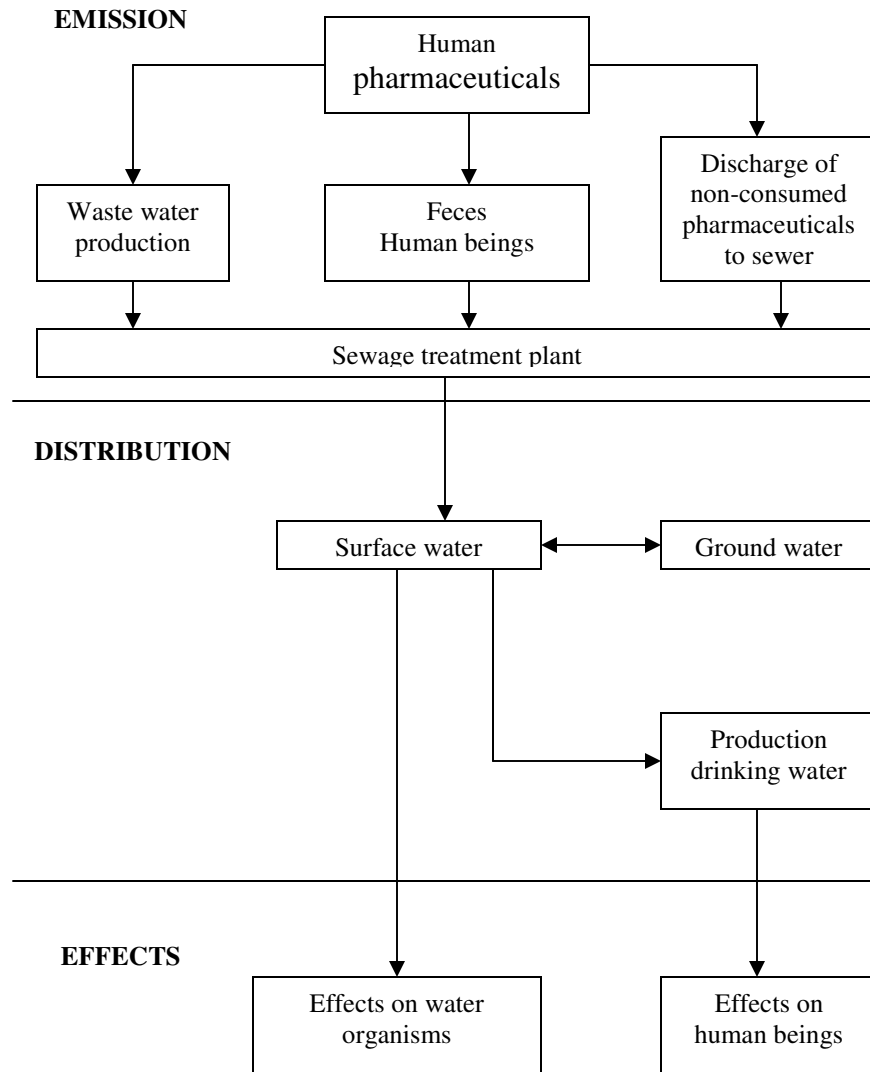 EMISSION
Human
pharmaceuticals
Waste water
production
Feces
Human beings
Discharge of
non-consumed
pharmaceuticals
to sewer
Sewage treatment plant
DISTRIBUTION
Surface water
Ground water
Production
drinking water
EFFECTS
Effects on water
organisms
Effects on
human beings